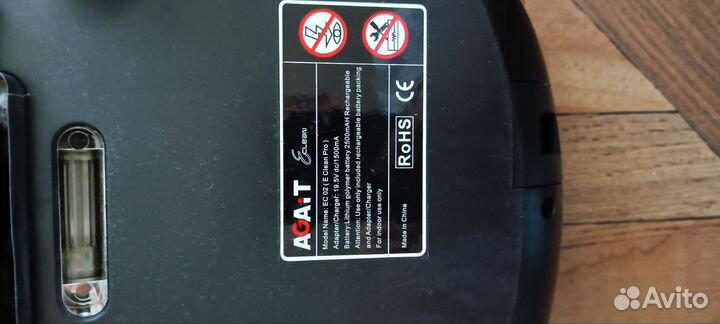 AGAiT Eclean
Model Name: EC 02 ( E Clean Pro )
Adapter/Charger: 19.5V dc/1500mA
Battery:Lithium polymer battery 2500mAH Rechargeable
Attention: Use only included rechargeable battery packing
and Adapter/Charger
For indoor use only
Made in China
RoHS CE
Avito